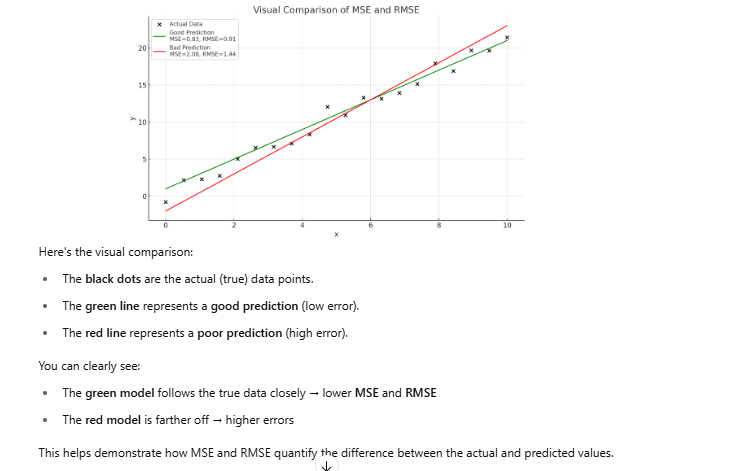 Visual Comparison of MSE and RMSE
Actual Data
Good Prediction
MSE=0.83, RMSE=0.91
Bad Prediction
MSE=2.08, RMSE=1.44
20
15
10
5
0
y
0 2 4 6 8 10
x
Here's the visual comparison:
• The black dots are the actual (true) data points.
• The green line represents a good prediction (low error).
• The red line represents a poor prediction (high error).
You can clearly see:
• The green model follows the true data closely → lower MSE and RMSE
• The red model is farther off → higher errors
This helps demonstrate how MSE and RMSE quantify the difference between the actual and predicted values.